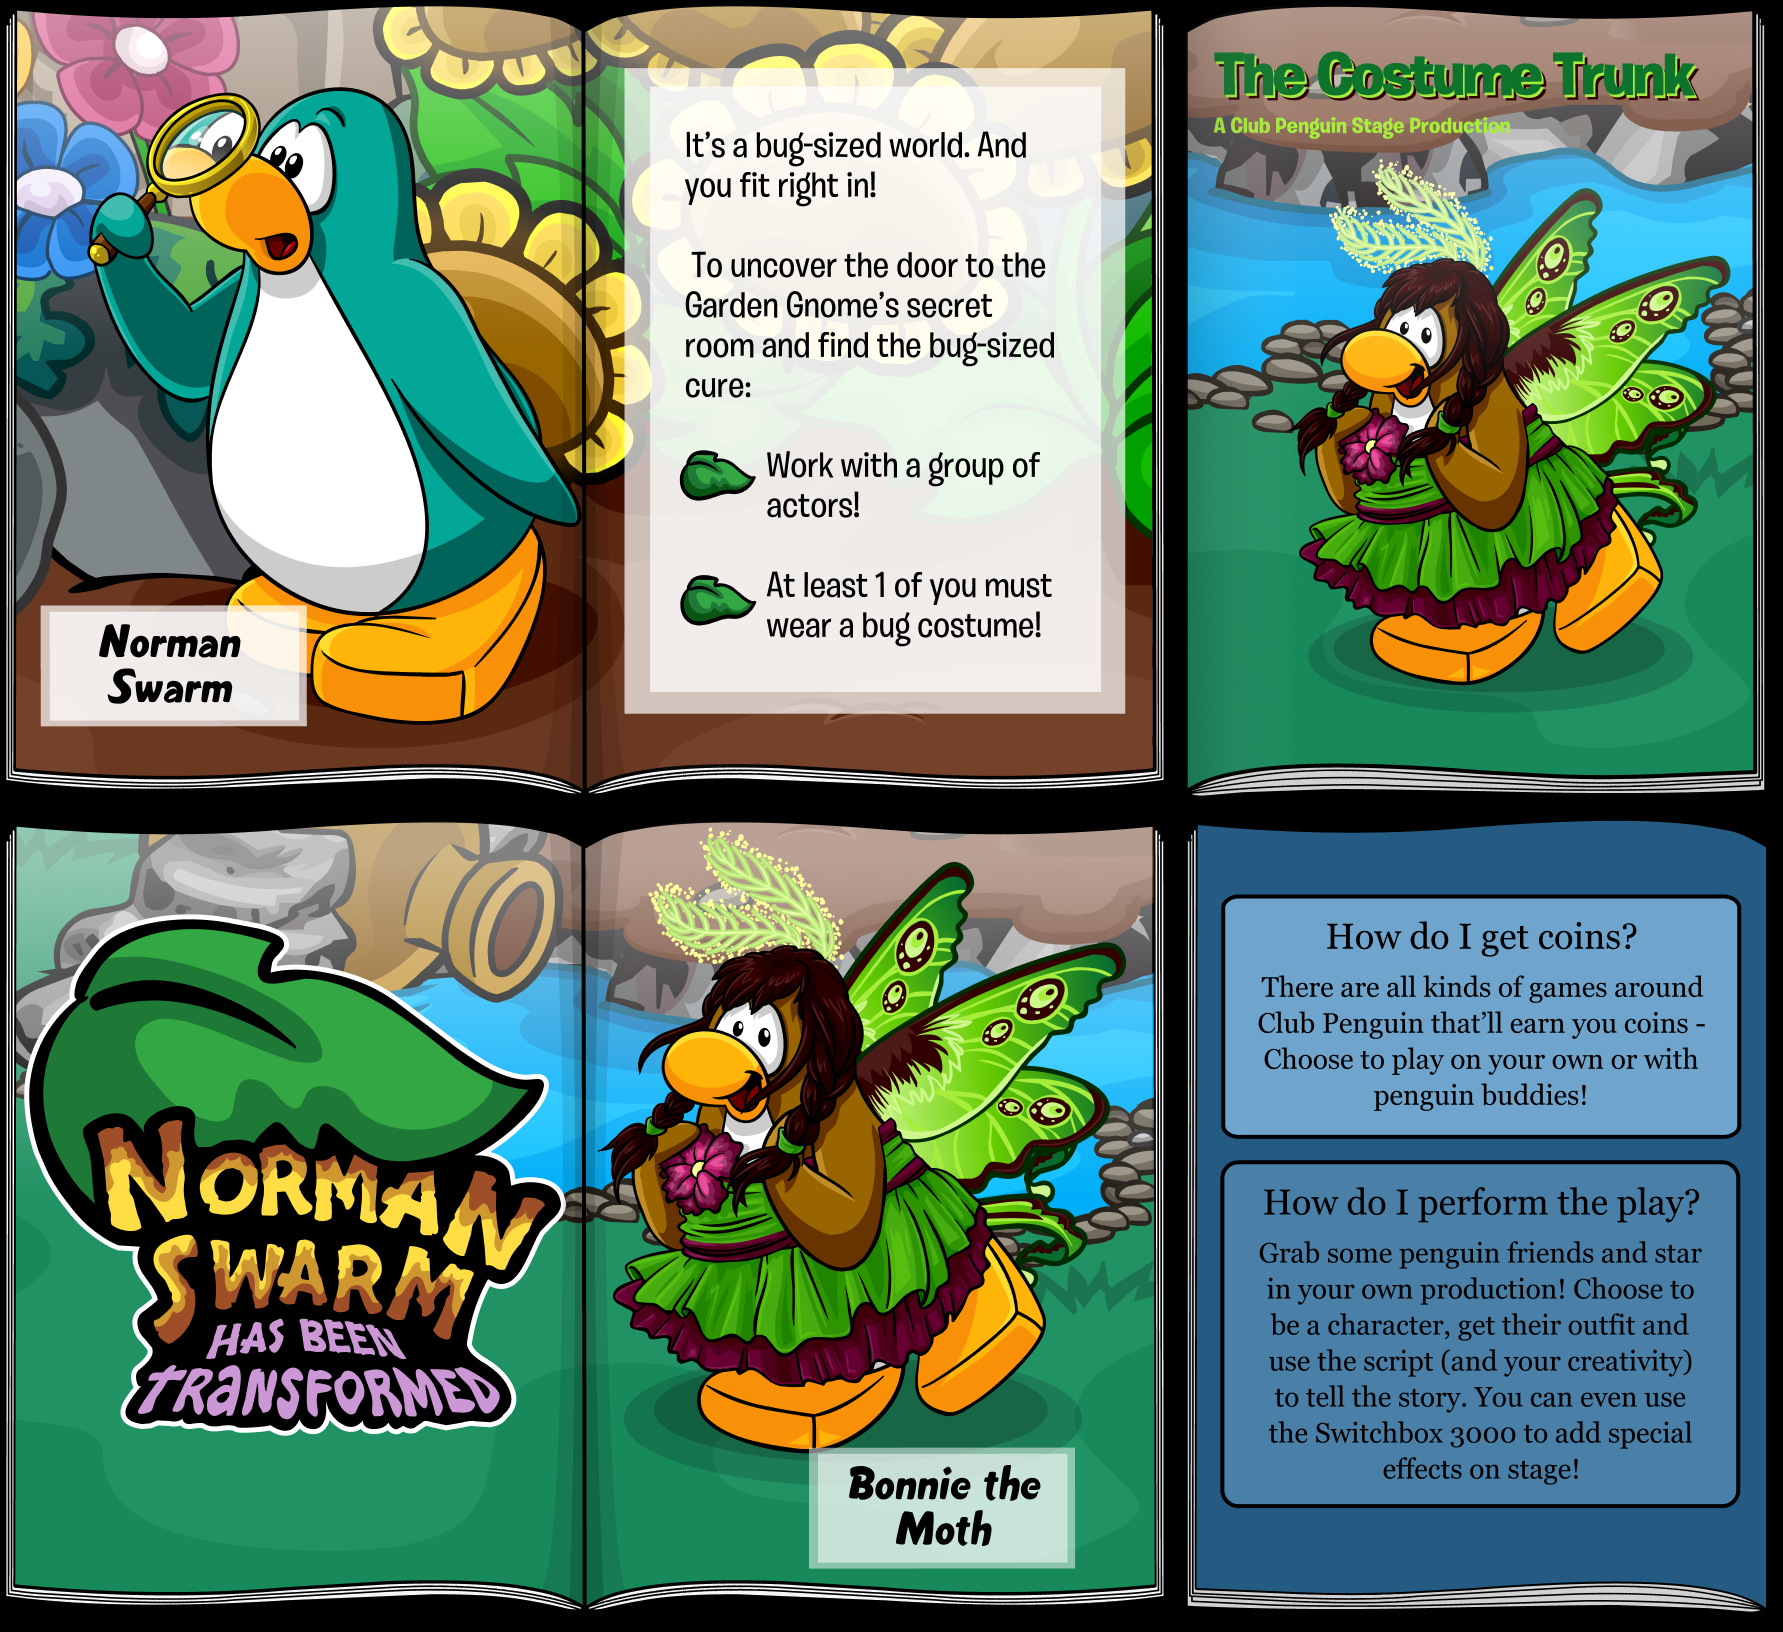 Norman
Swarm
It's a bug-sized world. And
you fit right in!
To uncover the door to the
Garden Gnome's secret
room and find the bug-sized
cure:
Work with a group of
actors!
At least 1 of you must
wear a bug costume!
The Costume Trunk
A Club Penguin Stage Production
NORMAN
SWARM
HAS BEEN
TRANSFORMED
Bonnie the
Moth
How do I get coins?
There are all kinds of games around
Club Penguin that'll earn you coins -
Choose to play on your own or with
penguin buddies!
How do I perform the play?
Grab some penguin friends and star
in your own production! Choose to
be a character, get their outfit and
use the script (and your creativity)
to tell the story. You can even use
the Switchbox 3000 to add special
effects on stage!